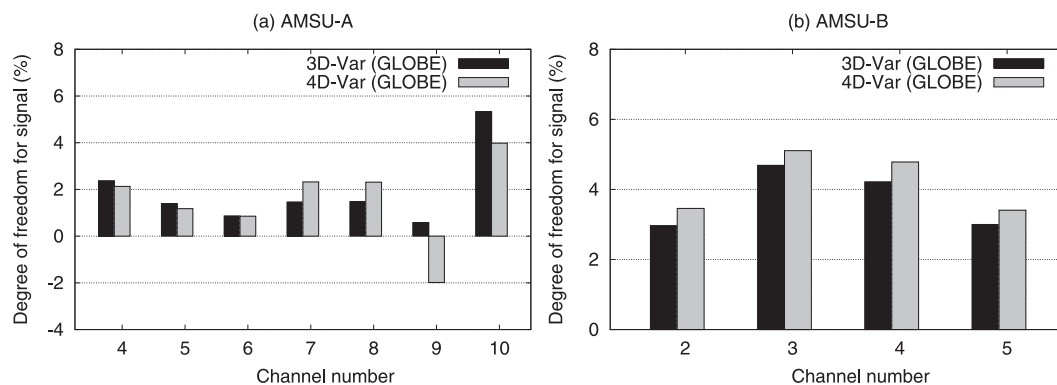 (a) AMSU-A
Degree of freedom for signal (%)
8
6
4
2
0
-2
-4
3D-Var (GLOBE)
4D-Var (GLOBE)
4 5 6 7 8 9 10
Channel number
(b) AMSU-B
Degree of freedom for signal (%)
8
6
4
2
0
3D-Var (GLOBE)
4D-Var (GLOBE)
2 3 4 5
Channel number